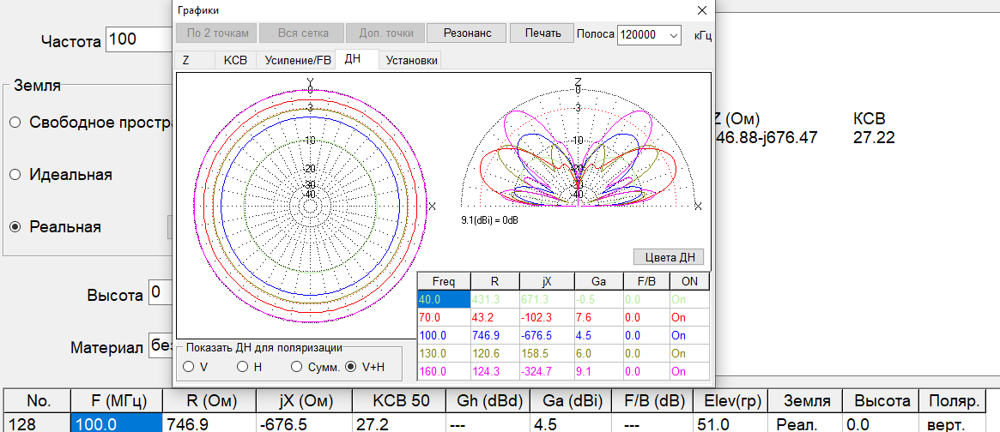 Графики
По 2 точкам Вся сетка Доп. точки Резонанс Печать Полоса 120000 кГц
Z КСВ Усиление/FB ДН Установки
Частота 100
Земля
Свободное простра
Идеальная
Реальная
Высота 0
Материал без
Y
0
-3
-10
-20
-30
-40
X
Z
0
-3
-10
-20
-30
-40
X
9.1(dBi) = 0dB
Цвета ДН
Z (Ом) КСВ
46.88-j676.47 27.22
Freq R jX Ga F/B ON
40.0 431.3 671.3 -0.5 0.0 On
70.0 43.2 -102.3 7.6 0.0 On
100.0 746.9 -676.5 4.5 0.0 On
130.0 120.6 158.5 6.0 0.0 On
160.0 124.3 -324.7 9.1 0.0 On
Показать ДН для поляризации
V H Сумм. V+H
No. F (МГц) R (Ом) jX (Ом) КСВ 50 Gh (dBd) Ga (dBi) F/B (dB) Elev(гр) Земля Высота Поляр.
128 100.0 746.9 -676.5 27.2 --- 4.5 --- 51.0 Реал. 0.0 верт.